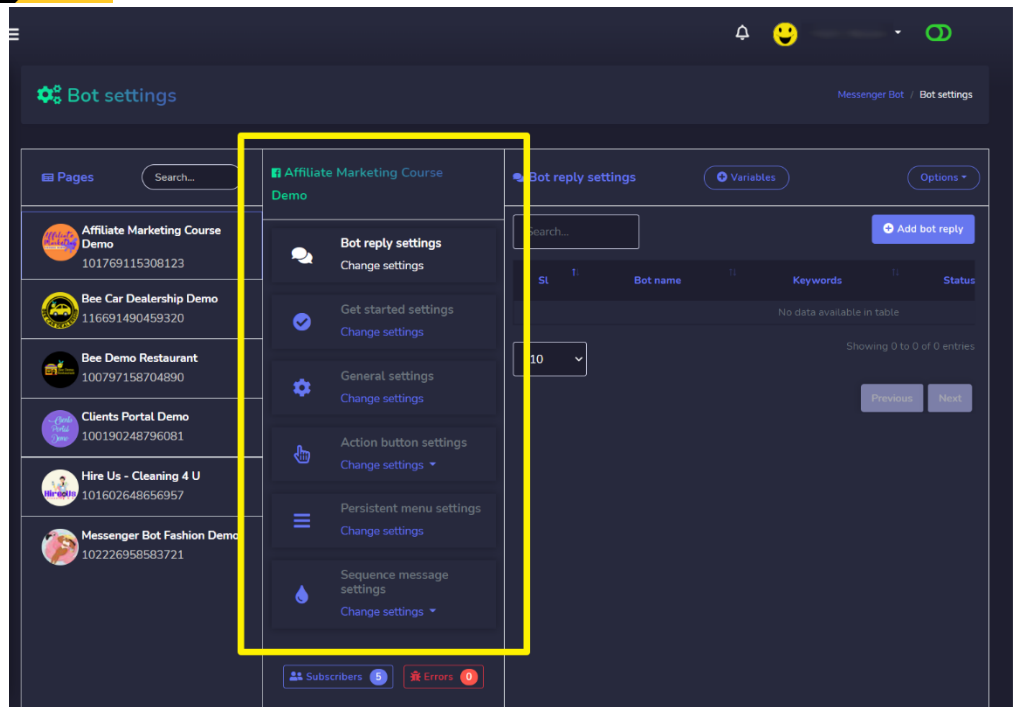 Bot settings
Messenger Bot / Bot settings
Pages
Search...
Affiliate Marketing Course
Demo
101769115308123
Bee Car Dealership Demo
116691490459320
Bee Demo Restaurant
100797158704890
Clients Portal Demo
100190248796081
Hire Us - Cleaning 4 U
101602648656957
Messenger Bot Fashion Demo
102226958583721
Affiliate Marketing Course
Demo
Bot reply settings
Change settings
Get started settings
Change settings
General settings
Change settings
Action button settings
Change settings
Persistent menu settings
Change settings
Sequence message
settings
Change settings
Subscribers 5
Errors 0
Bot reply settings
Variables
Options
Search...
Add bot reply
SL Bot name Keywords Status
No data available in table
10
Showing 0 to 0 of 0 entries
Previous Next